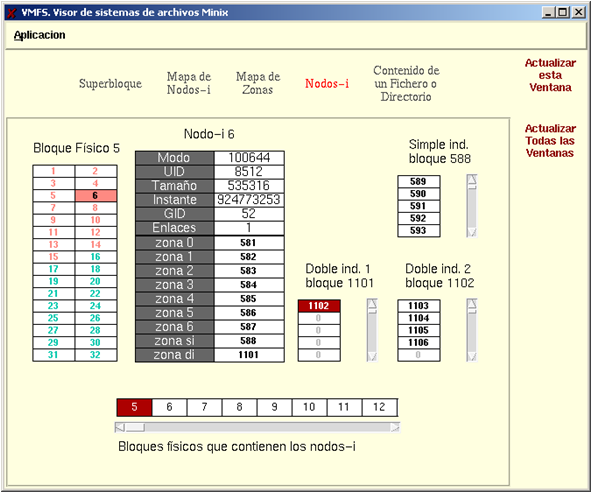 VMFS. Visor de sistemas de archivos Minix
Aplicacion
Superbloque
Mapa de
Nodos-i
Mapa de
Zonas
Nodos-i
Contenido de
un Fichero o
Directorio
Actualizar
esta
Ventana
Actualizar
Todas las
Ventanas
Bloque Físico 5
1 2
3 4
5 6
7 8
9 10
11 12
13 14
15 16
17 18
19 20
21 22
23 24
25 26
27 28
29 30
31 32
Nodo-i 6
Modo 100644
UID 8512
Tamaño 535316
Instante 924773253
GID 52
Enlaces 1
zona 0 581
zona 1 582
zona 2 583
zona 3 584
zona 4 585
zona 5 586
zona 6 587
zona si 588
zona di 1101
Simple ind.
bloque 588
589
590
591
592
593
Doble ind. 1
bloque 1101
1102
0
0
0
0
Doble ind. 2
bloque 1102
1103
1104
1105
1106
0
5 6 7 8 9 10 11 12
Bloques físicos que contienen los nodos-i